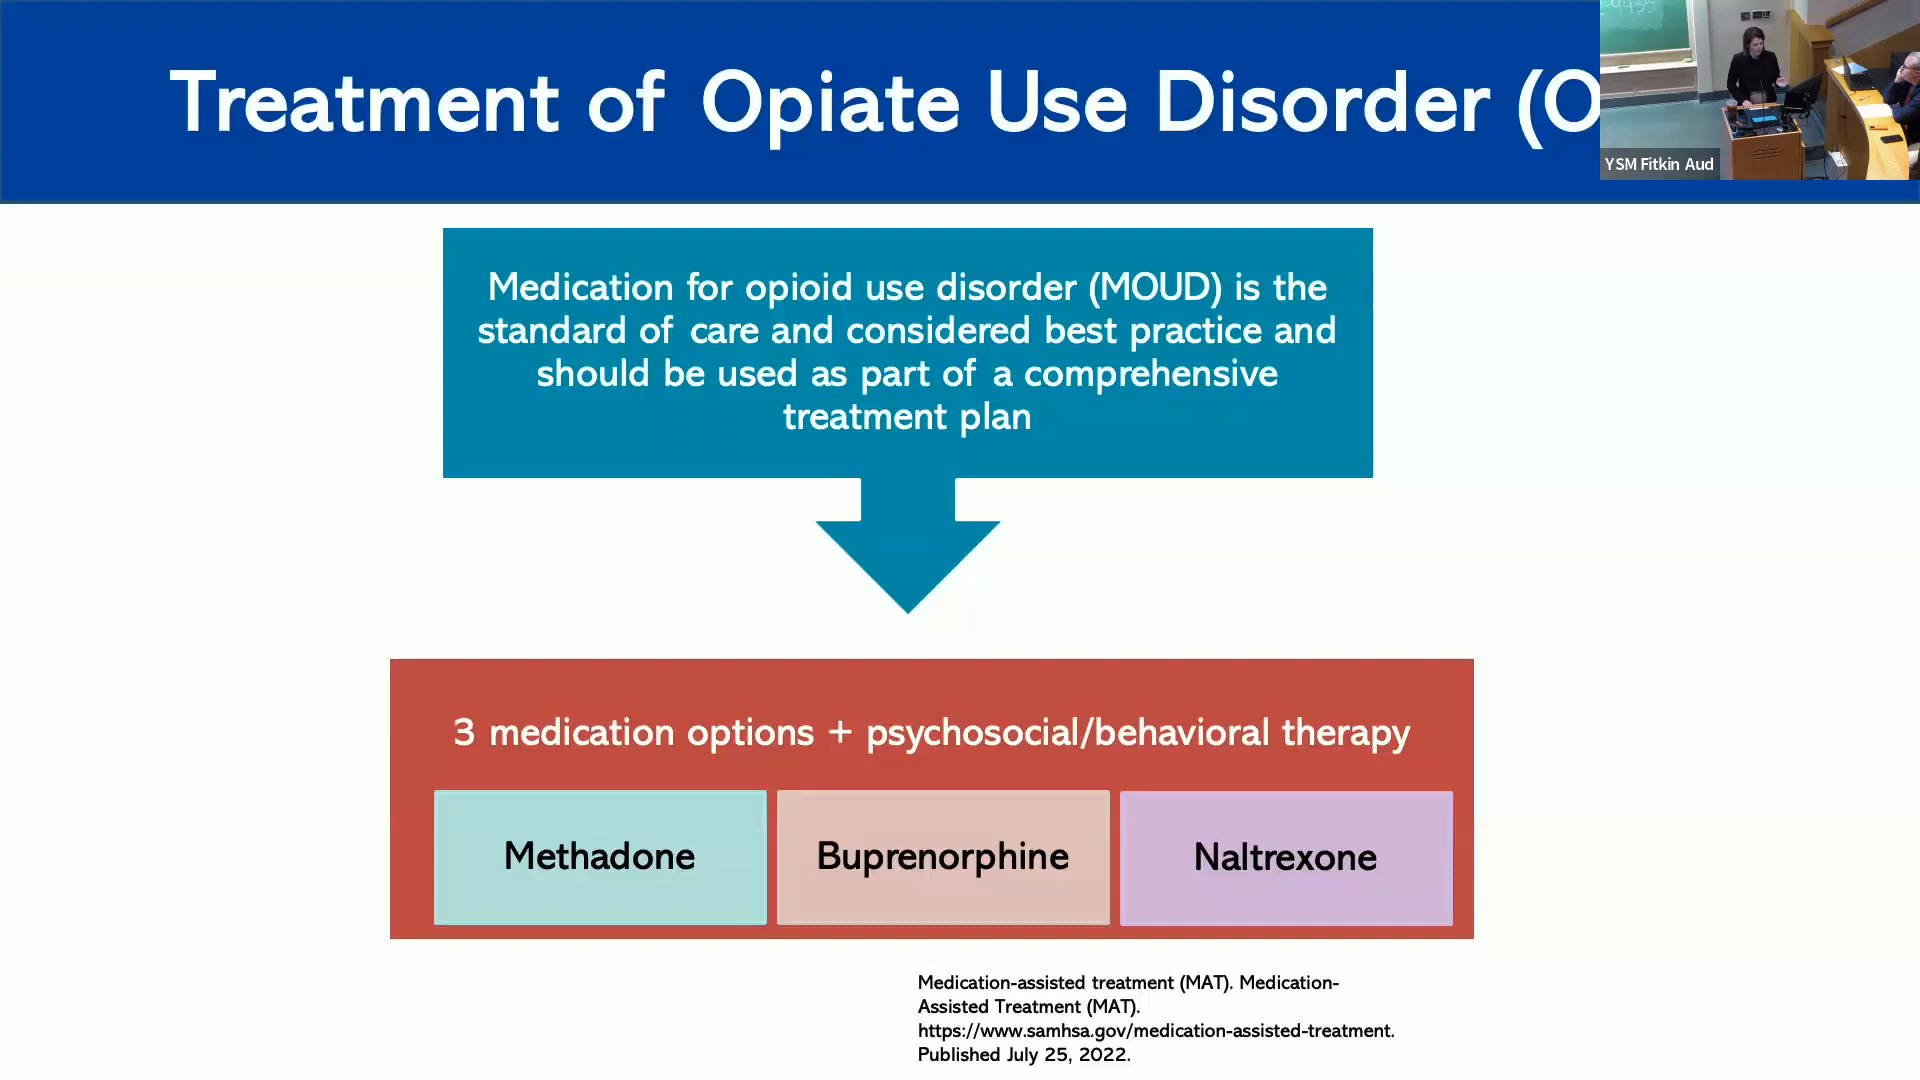 Treatment of Opiate Use Disorder (O
YSM Fitkin Aud
Medication for opioid use disorder (MOUD) is the
standard of care and considered best practice and
should be used as part of a comprehensive
treatment plan
3 medication options + psychosocial/behavioral therapy
Methadone
Buprenorphine
Naltrexone
Medication-assisted treatment (MAT). Medication-
Assisted Treatment (MAT).
https://www.samhsa.gov/medication-assisted-treatment.
Published July 25, 2022.